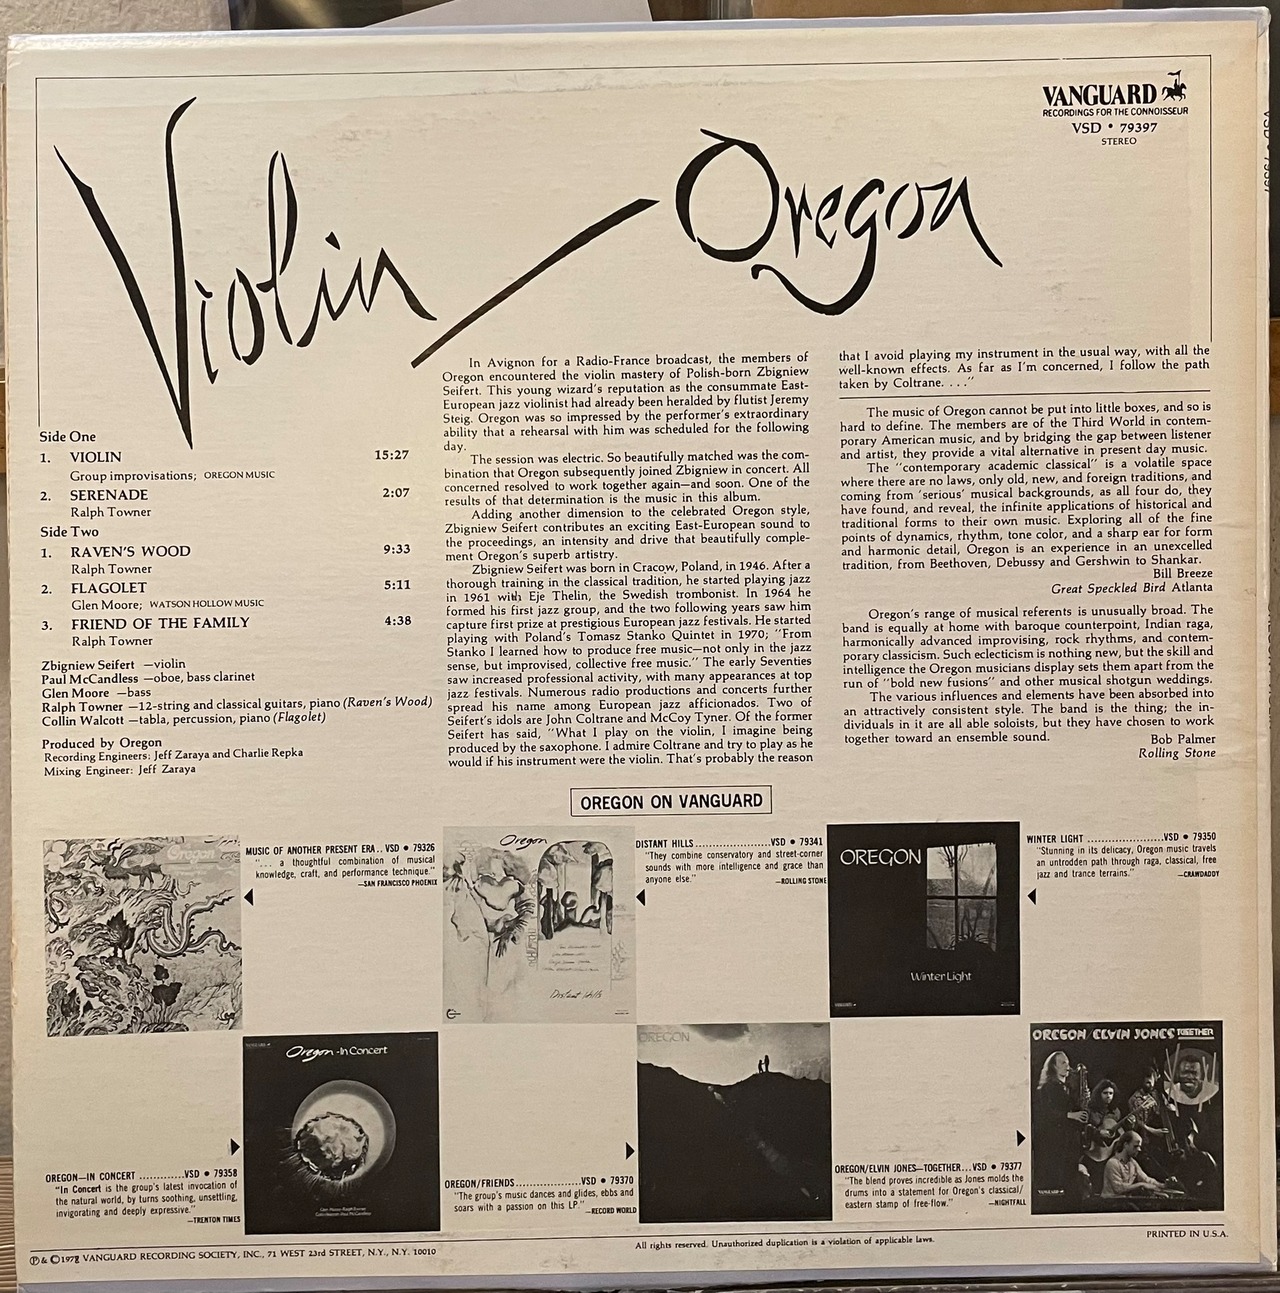 VANGUARD
RECORDINGS FOR THE CONNOISSEUR
VSD • 79397
STEREO
Violin — Oregon
Side One
1. VIOLIN 15:27
Group improvisations; OREGON MUSIC
2. SERENADE 2:07
Ralph Towner
Side Two
1. RAVEN'S WOOD 9:33
Ralph Towner
2. FLAGOLET 5:11
Glen Moore; WATSON HOLLOW MUSIC
3. FRIEND OF THE FAMILY 4:38
Ralph Towner
Zbigniew Seifert —violin
Paul McCandless —oboe, bass clarinet
Glen Moore —bass
Ralph Towner —12-string and classical guitars, piano (Raven's Wood)
Collin Walcott —tabla, percussion, piano (Flagolet)
Produced by Oregon
Recording Engineers: Jeff Zaraya and Charlie Repka
Mixing Engineer: Jeff Zaraya
In Avignon for a Radio-France broadcast, the members of
Oregon encountered the violin mastery of Polish-born Zbigniew
Seifert. This young wizard's reputation as the consummate East-
European jazz violinist had already been heralded by flutist Jeremy
Steig. Oregon was so impressed by the performer's extraordinary
ability that a rehearsal with him was scheduled for the following
day.
The session was electric. So beautifully matched was the com-
bination that Oregon subsequently joined Zbigniew in concert. All
concerned resolved to work together again—and soon. One of the
results of that determination is the music in this album.
Adding another dimension to the celebrated Oregon style,
Zbigniew Seifert contributes an exciting East-European sound to
the proceedings, an intensity and drive that beautifully comple-
ment Oregon's superb artistry.
Zbigniew Seifert was born in Cracow, Poland, in 1946. After a
thorough training in the classical tradition, he started playing jazz
in 1961 with Eje Thelin, the Swedish trombonist. In 1964 he
formed his first jazz group, and the two following years saw him
capture first prize at prestigious European jazz festivals. He started
playing with Poland's Tomasz Stanko Quintet in 1970; "From
Stanko I learned how to produce free music—not only in the jazz
sense, but improvised, collective free music." The early Seventies
saw increased professional activity, with many appearances at top
jazz festivals. Numerous radio productions and concerts further
spread his name among European jazz afficionados. Two of
Seifert's idols are John Coltrane and McCoy Tyner. Of the former
Seifert has said, "What I play on the violin, I imagine being
produced by the saxophone. I admire Coltrane and try to play as he
would if his instrument were the violin. That's probably the reason
that I avoid playing my instrument in the usual way, with all the
well-known effects. As far as I'm concerned, I follow the path
taken by Coltrane. . . ."
The music of Oregon cannot be put into little boxes, and so is
hard to define. The members are of the Third World in contem-
porary American music, and by bridging the gap between listener
and artist, they provide a vital alternative in present day music.
The "contemporary academic classical" is a volatile space
where there are no laws, only old, new, and foreign traditions, and
coming from 'serious' musical backgrounds, as all four do, they
have found, and reveal, the infinite applications of historical and
traditional forms to their own music. Exploring all of the fine
points of dynamics, rhythm, tone color, and a sharp ear for form
and harmonic detail, Oregon is an experience in an unexcelled
tradition, from Beethoven, Debussy and Gershwin to Shankar.
Bill Breeze
Great Speckled Bird Atlanta
Oregon's range of musical referents is unusually broad. The
band is equally at home with baroque counterpoint, Indian raga,
harmonically advanced improvising, rock rhythms, and contem-
porary classicism. Such eclecticism is nothing new, but the skill and
intelligence the Oregon musicians display sets them apart from the
run of "bold new fusions" and other musical shotgun weddings.
The various influences and elements have been absorbed into
an attractively consistent style. The band is the thing; the in-
dividuals in it are all able soloists, but they have chosen to work
together toward an ensemble sound.
Bob Palmer
Rolling Stone
OREGON ON VANGUARD
Oregon
MUSIC OF ANOTHER PRESENT ERA.. VSD • 79326
"... a thoughtful combination of musical
knowledge, craft, and performance technique."
—SAN FRANCISCO PHOENIX
Oregon
Distant Hills
DISTANT HILLS....................VSD • 79341
"They combine conservatory and street-corner
sounds with more intelligence and grace than
anyone else."
—ROLLING STONE
OREGON
Winter Light
WINTER LIGHT ......................VSD • 79350
"Stunning in its delicacy, Oregon music travels
an untrodden path through raga, classical, free
jazz and trance terrains."
—CRAWDADDY
OREGON—IN CONCERT ............VSD • 79358
"In Concert is the group's latest invocation of
the natural world, by turns soothing, unsettling,
invigorating and deeply expressive."
—TRENTON TIMES
Oregon - In Concert
OREGON/FRIENDS.....................VSD • 79370
"The group's music dances and glides, ebbs and
soars with a passion on this LP."
—RECORD WORLD
OREGON
OREGON/ELVIN JONES—TOGETHER...VSD • 79377
"The blend proves incredible as Jones molds the
drums into a statement for Oregon's classical/
eastern stamp of free-flow."
—NIGHTFALL
OREGON / ELVIN JONES TOGETHER
℗ & © 1978 VANGUARD RECORDING SOCIETY, INC., 71 WEST 23rd STREET, N.Y., N.Y. 10010
All rights reserved. Unauthorized duplication is a violation of applicable laws.
PRINTED IN U.S.A.